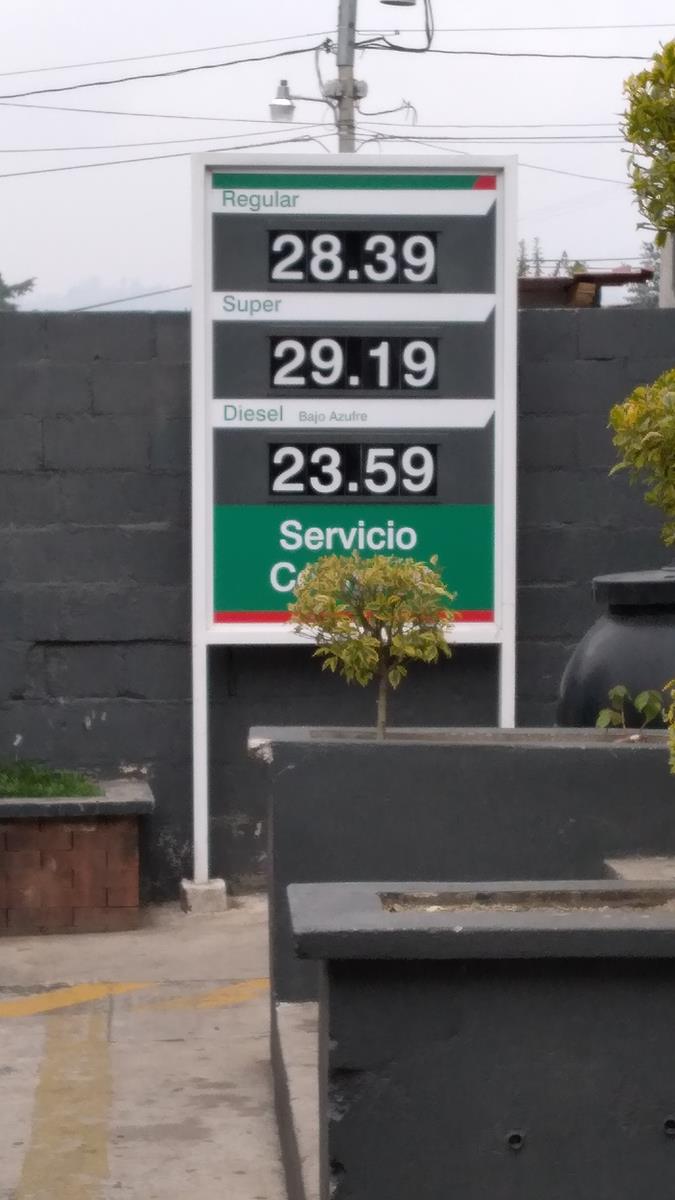 Regular
28.39
Super
29.19
Diesel Bajo Azufre
23.59
Servicio